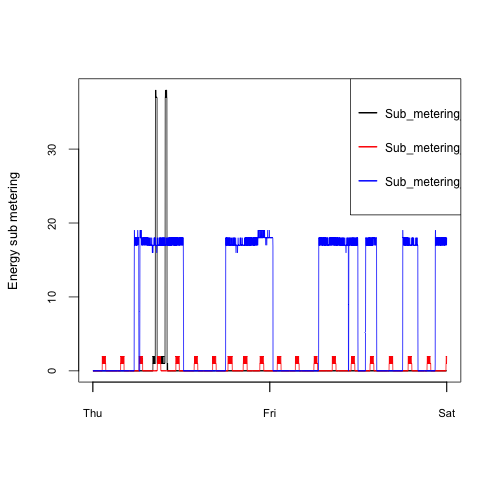 Energy sub metering
30
20
10
0
Sub_metering
Sub_metering
Sub_metering
Thu
Fri
Sat